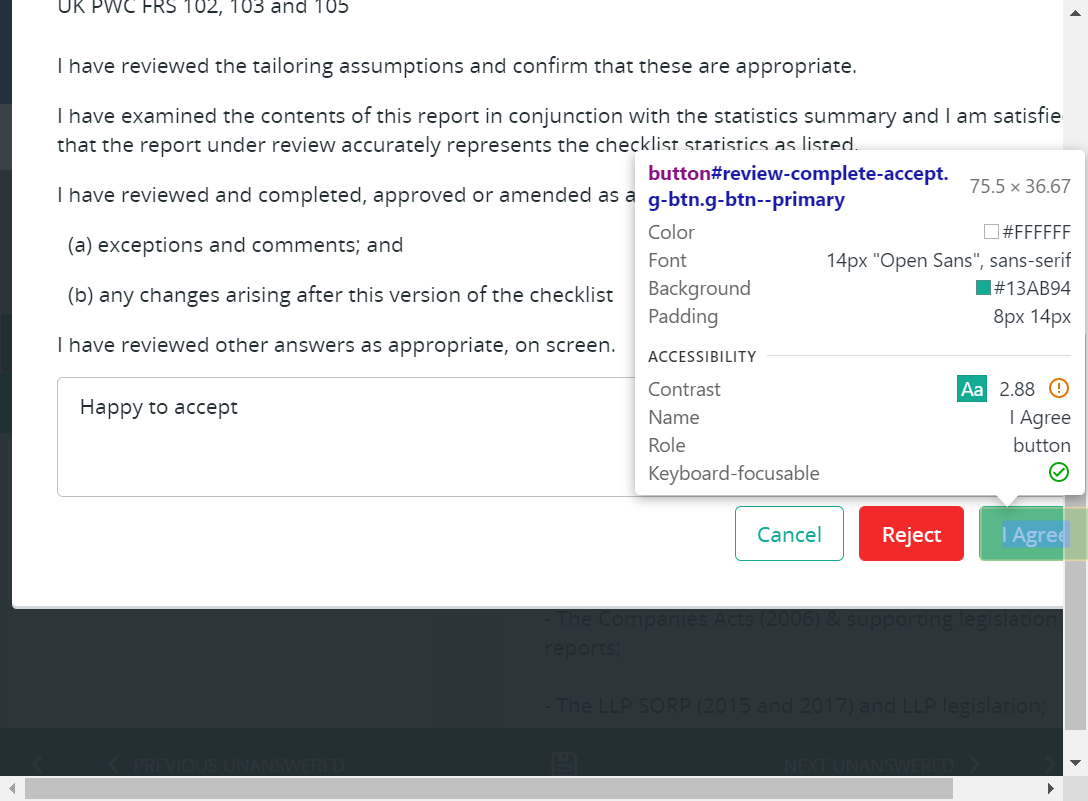 UK PWC FRS 102, 103 and 105
I have reviewed the tailoring assumptions and confirm that these are appropriate.
I have examined the contents of this report in conjunction with the statistics summary and I am satisfie
that the report under review accurately represents the checklist statistics as listed.
I have reviewed and completed, approved or amended as a
(a) exceptions and comments; and
(b) any changes arising after this version of the checklist
I have reviewed other answers as appropriate, on screen.
Happy to accept
button#review-complete-accept.
g-btn.g-btn--primary
75.5 × 36.67
Color #FFFFFF
Font 14px "Open Sans", sans-serif
Background #13AB94
Padding 8px 14px
ACCESSIBILITY
Contrast Aa 2.88
Name I Agree
Role button
Keyboard-focusable
Cancel Reject I Agree
- The Companies Acts (2006) & supporting legislation
reports;
- The LLP SORP (2015 and 2017) and LLP legislation;
PREVIOUS UNANSWERED NEXT UNANSWERED